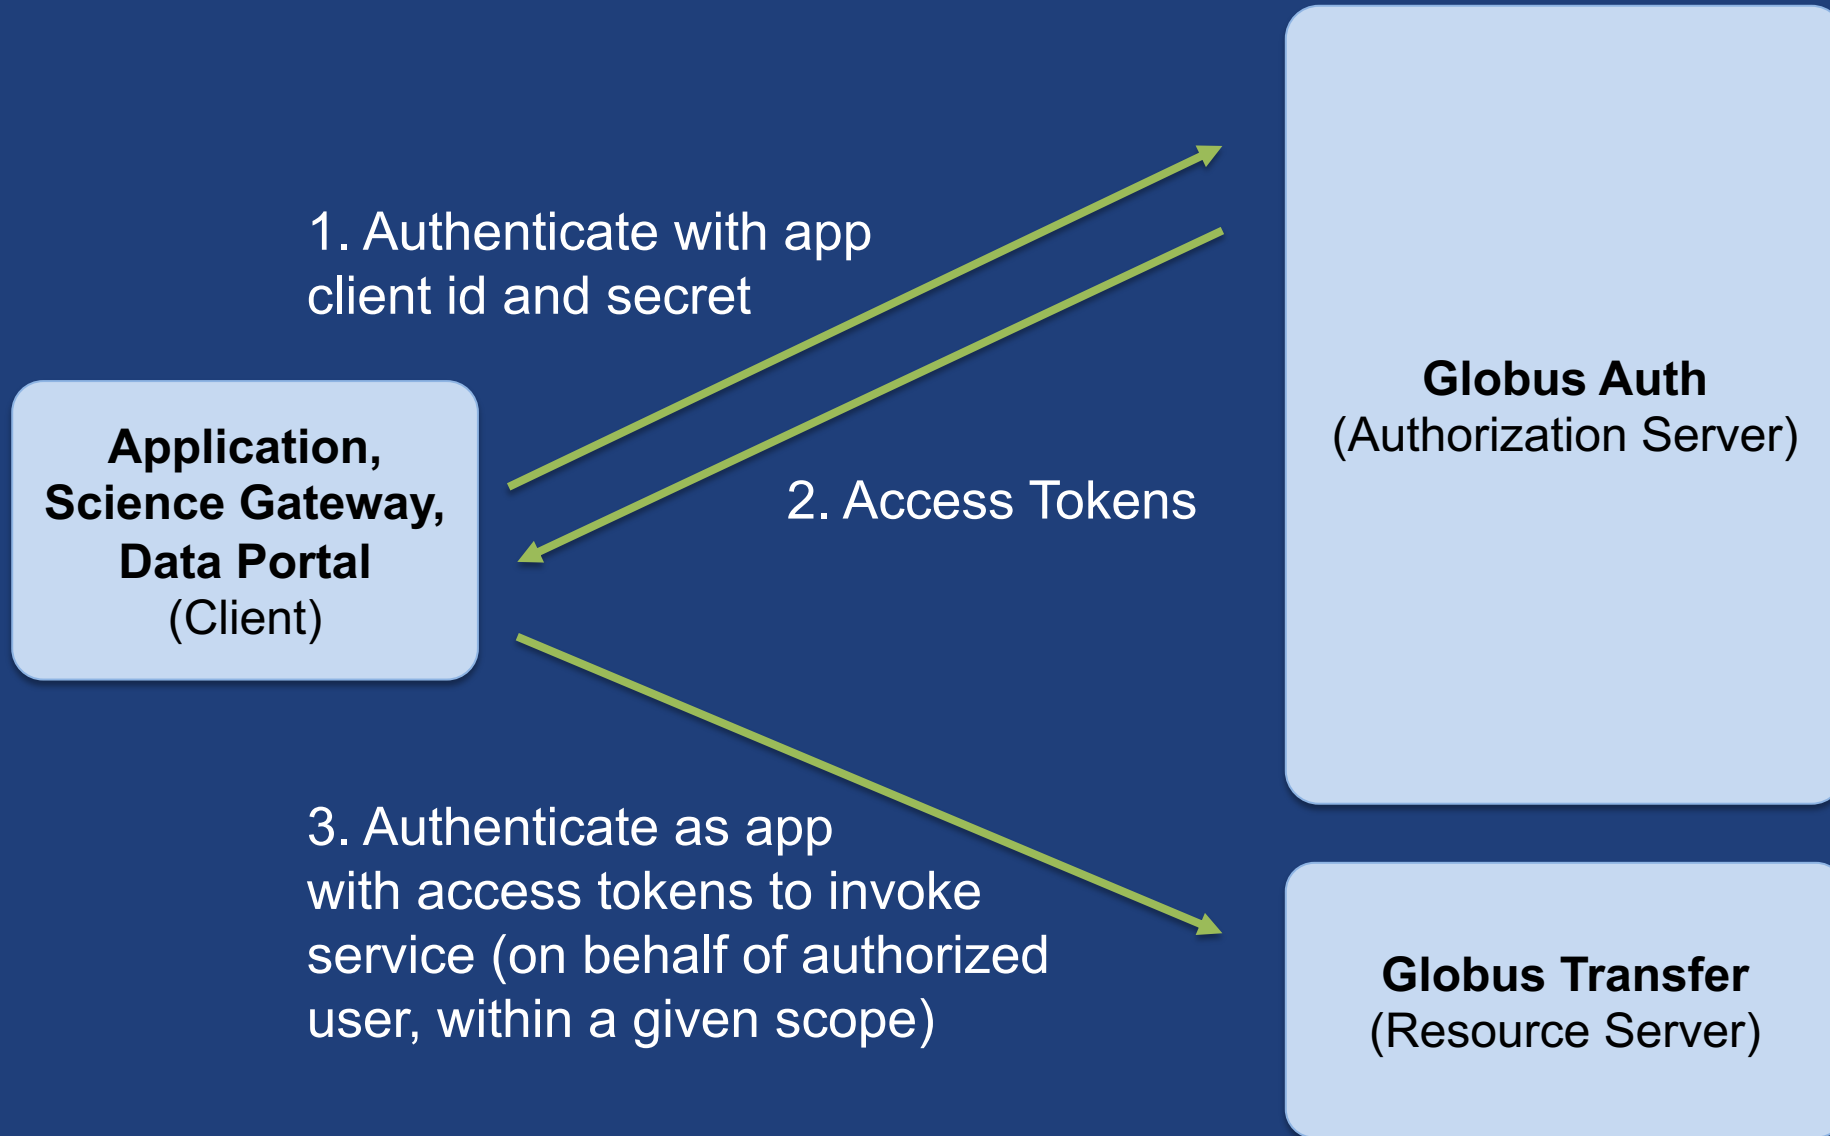 1. Authenticate with app
client id and secret
Application,
Science Gateway,
Data Portal
(Client)
2. Access Tokens
Globus Auth
(Authorization Server)
3. Authenticate as app
with access tokens to invoke
service (on behalf of authorized
user, within a given scope)
Globus Transfer
(Resource Server)